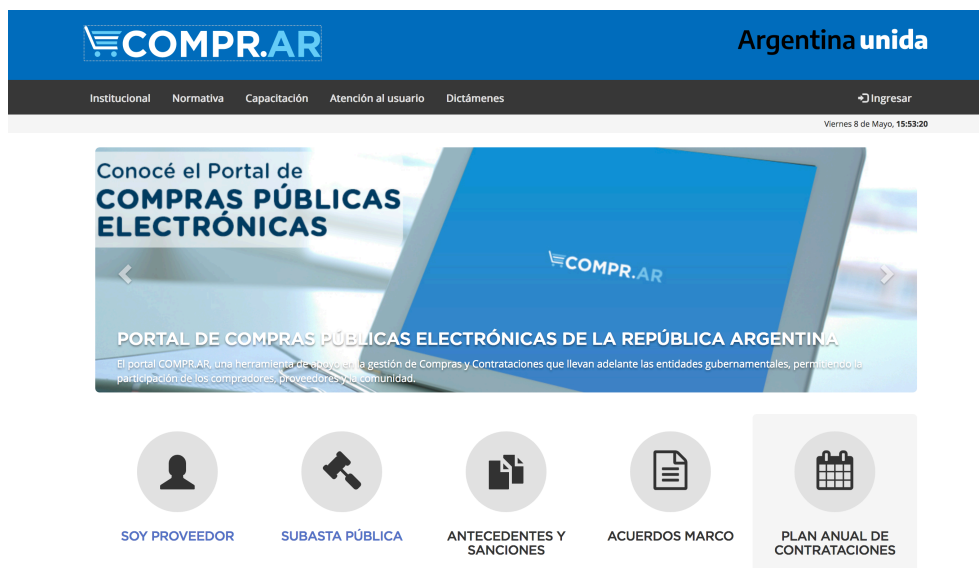 COMPR.AR
Argentina unida
Institucional Normativa Capacitación Atención al usuario Dictámenes Ingresar
Viernes 8 de Mayo, 15:53:20
Conocé el Portal de
COMPRAS PÚBLICAS
ELECTRÓNICAS
COMPR.AR
PORTAL DE COMPRAS PÚBLICAS ELECTRÓNICAS DE LA REPÚBLICA ARGENTINA
El portal COMPR.AR, una herramienta de apoyo en la gestión de Compras y Contrataciones que llevan adelante las entidades gubernamentales, permitiendo la
participación de los compradores, proveedores y la comunidad.
SOY PROVEEDOR
SUBASTA PÚBLICA
ANTECEDENTES Y
SANCIONES
ACUERDOS MARCO
PLAN ANUAL DE
CONTRATACIONES